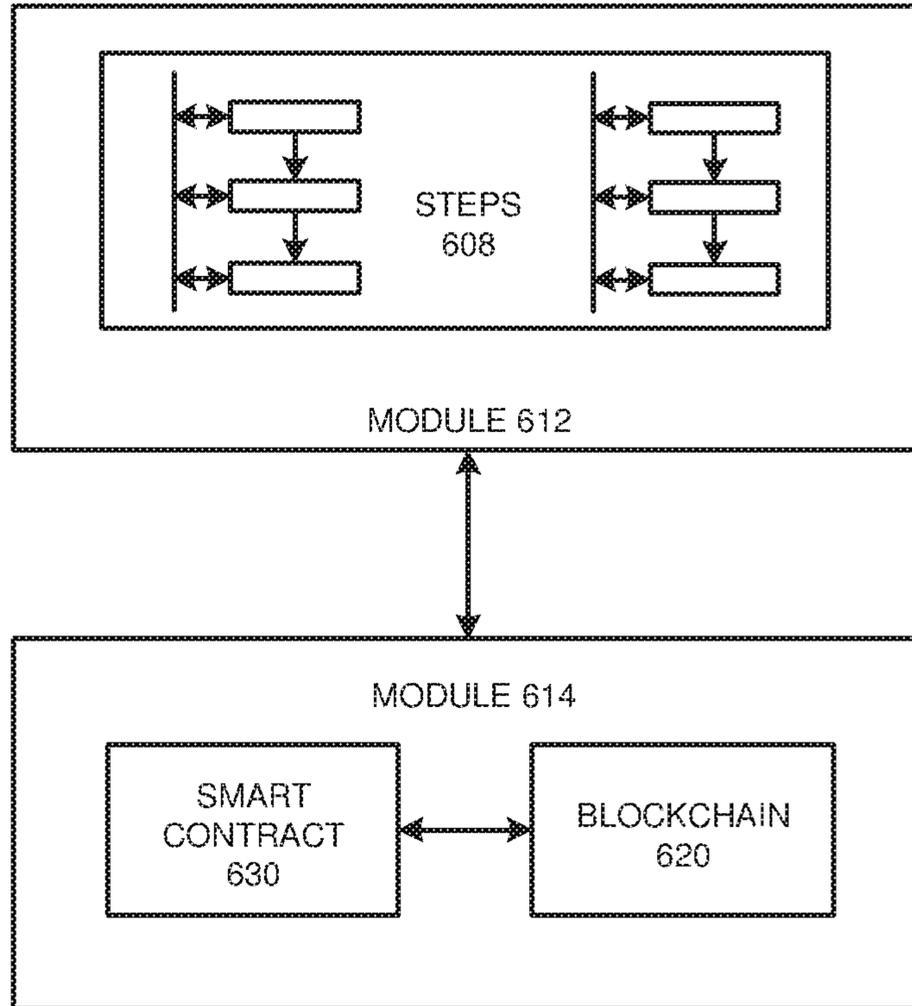 STEPS
608
MODULE 612
MODULE 614
SMART
CONTRACT
630
BLOCKCHAIN
620